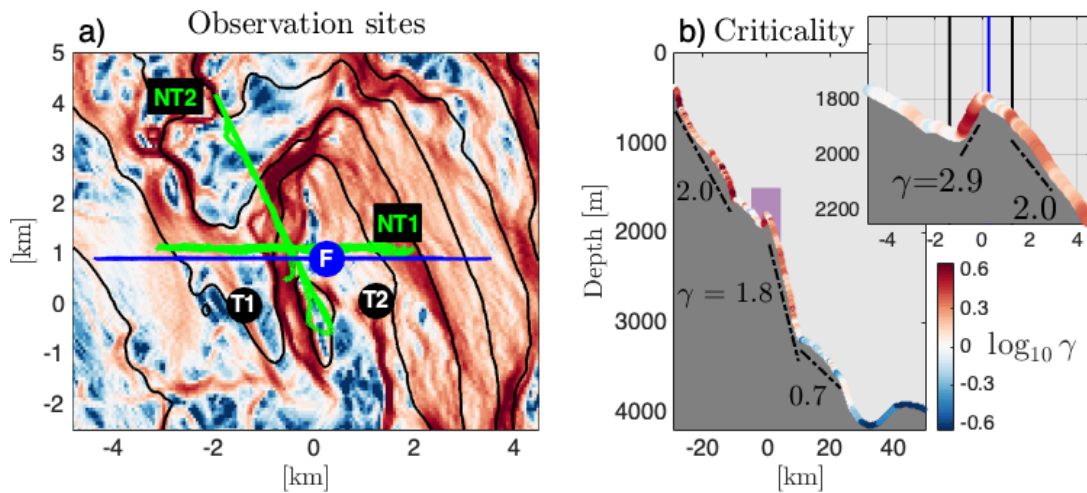 Observation sites
a)
5
4
3
2
1
0
-1
-2
[km]
-4
-2
0
2
4
[km]
NT2
NT1
F
T1
T2
0
b) Criticality
0
1000
2000
3000
4000
Depth [m]
-20
0
20
40
[km]
2.0
γ = 1.8
0.7
1800
2000
2200
-4
-2
0
2
4
γ=2.9
2.0
0.6
0.3
0
-0.3
-0.6
log₁₀ γ